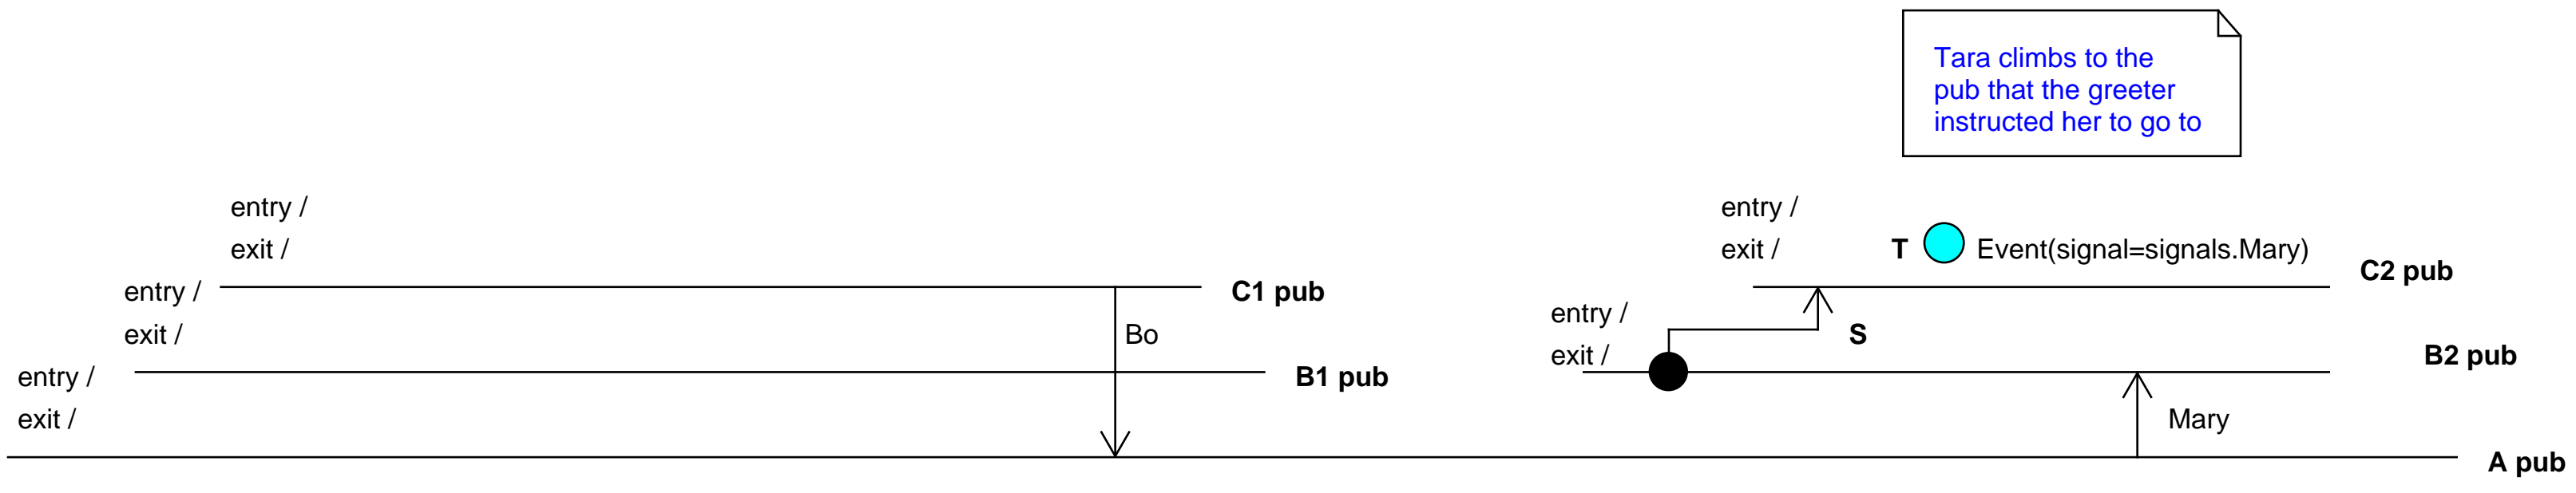 Tara climbs to the
pub that the greeter
instructed her to go to
entry /
exit /
entry /
exit /
T
Event(signal=signals.Mary)
C2 pub
entry /
exit /
C1 pub
Bo
entry /
exit /
S
B2 pub
entry /
exit /
B1 pub
Mary
A pub